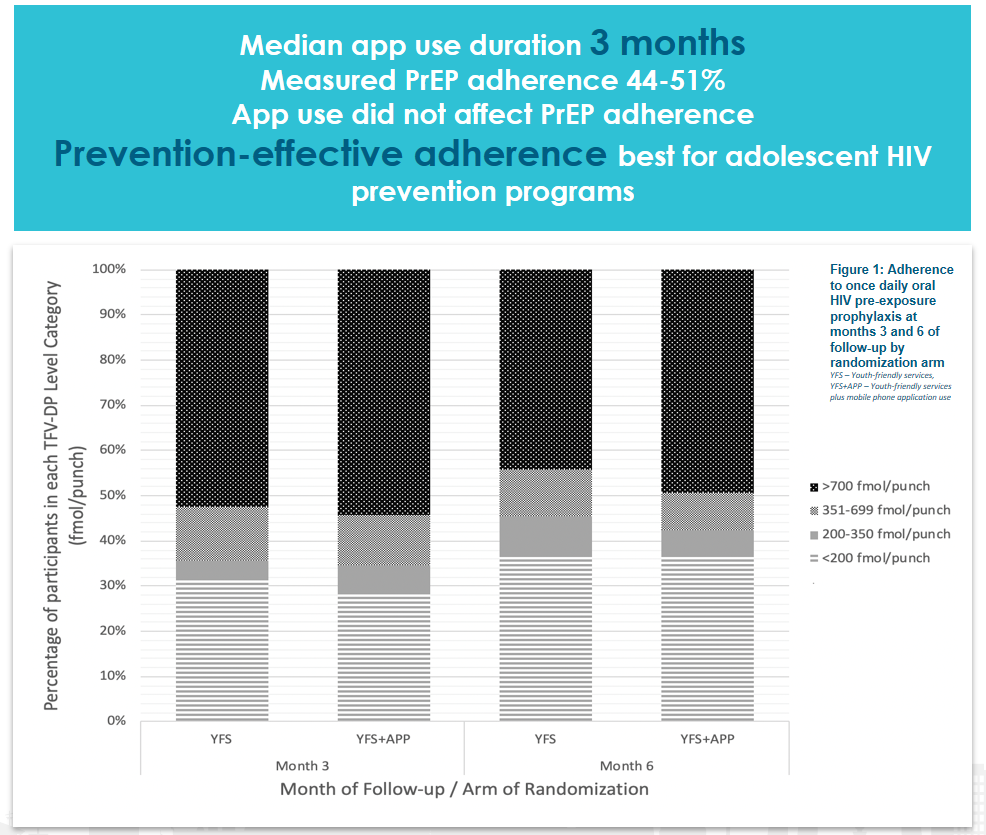 Median app use duration 3 months
Measured PrEP adherence 44-51%
App use did not affect PrEP adherence
Prevention-effective adherence best for adolescent HIV
prevention programs
Percentage of participants in each TFV-DP Level Category
(fmol/punch)
100%
90%
80%
70%
60%
50%
40%
30%
20%
10%
0%
YFS
YFS+APP
YFS
YFS+APP
Month 3
Month 6
Month of Follow-up / Arm of Randomization
Figure 1: Adherence
to once daily oral
HIV pre-exposure
prophylaxis at
months 3 and 6 of
follow-up by
randomization arm
YFS – Youth-friendly services,
YFS+APP – Youth-friendly services
plus mobile phone application use
>700 fmol/punch
351-699 fmol/punch
200-350 fmol/punch
<200 fmol/punch